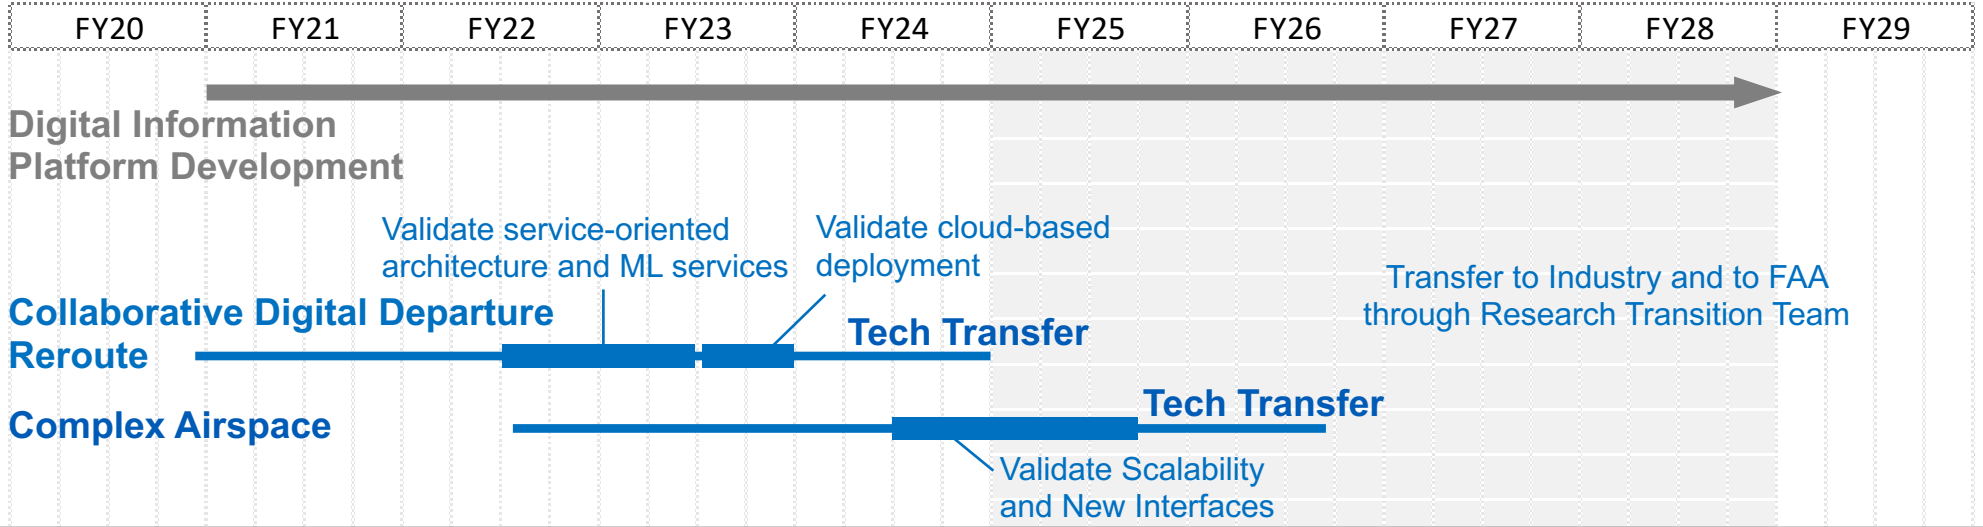 FY20 FY21 FY22 FY23 FY24 FY25 FY26 FY27 FY28 FY29
Digital Information
Platform Development
Validate service-oriented
architecture and ML services
Validate cloud-based
deployment
Transfer to Industry and to FAA
through Research Transition Team
Collaborative Digital Departure
Reroute
Tech Transfer
Complex Airspace
Tech Transfer
Validate Scalability
and New Interfaces